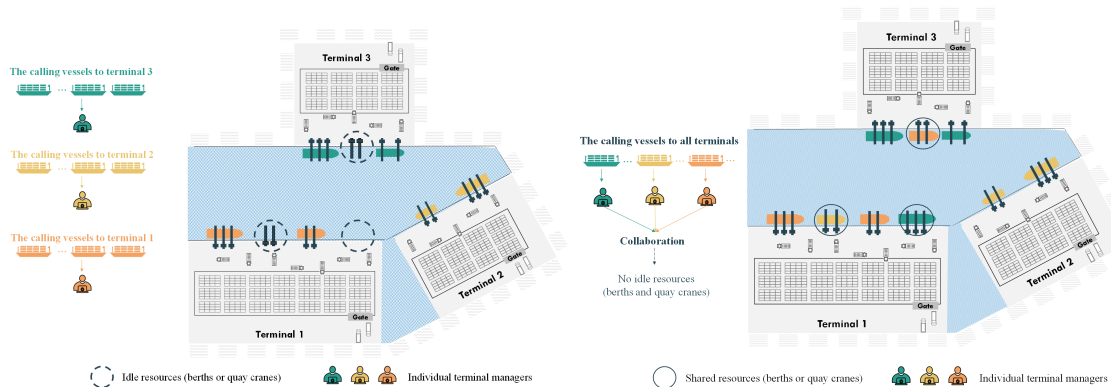 The calling vessels to terminal 3
...
The calling vessels to terminal 2
...
The calling vessels to terminal 1
...
Terminal 3
Gate
Gate
Terminal 2
Gate
Terminal 1
Idle resources (berths or quay cranes)
Individual terminal managers
The calling vessels to all terminals
... ... ...
Collaboration
No idle resources
(berths and quay cranes)
Terminal 3
Gate
Gate
Terminal 2
Gate
Terminal 1
Shared resources (berths or quay cranes)
Individual terminal managers